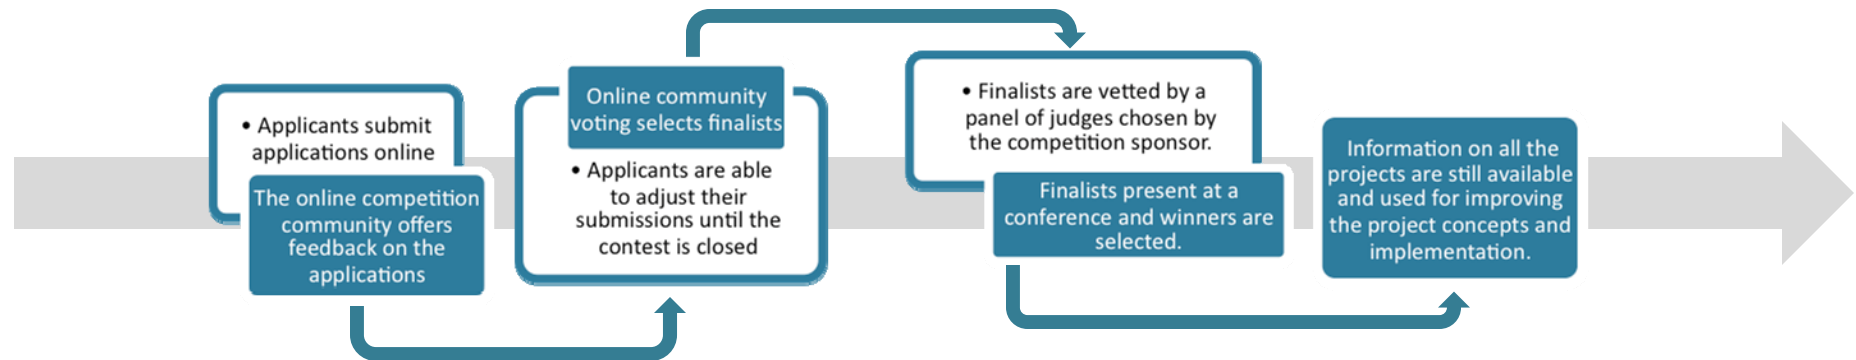 • Applicants submit
applications online
The online competition
community offers
feedback on the
applications
Online community
voting selects finalists
• Applicants are able
to adjust their
submissions until the
contest is closed
• Finalists are vetted by a
panel of judges chosen by
the competition sponsor.
Finalists present at a
conference and winners are
selected.
Information on all the
projects are still available
and used for improving
the project concepts and
implementation.